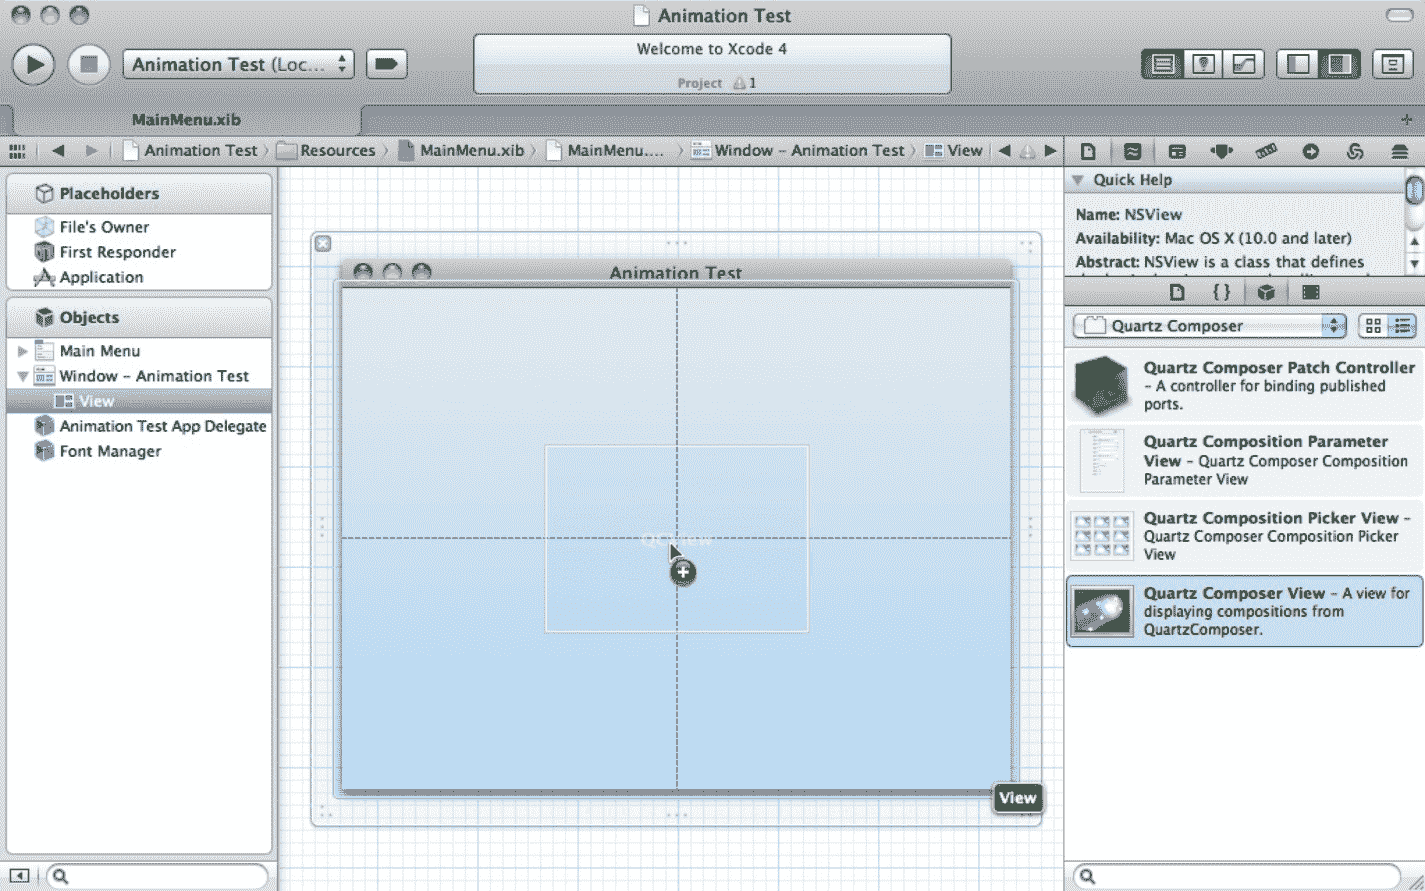 Animation Test
Animation Test (Loc...
Welcome to Xcode 4
Project 1
MainMenu.xib
Animation Test
Resources
MainMenu.xib
MainMenu....
Window – Animation Test
View
Placeholders
File's Owner
First Responder
Application
Objects
Main Menu
Window – Animation Test
View
Animation Test App Delegate
Font Manager
Animation Test
View
Quick Help
Name: NSView
Availability: Mac OS X (10.0 and later)
Abstract: NSView is a class that defines
{ }
Quartz Composer
Quartz Composer Patch Controller
– A controller for binding published
ports.
Quartz Composition Parameter
View – Quartz Composer Composition
Parameter View
Quartz Composition Picker View –
Quartz Composer Composition Picker
View
Quartz Composer View – A view for
displaying compositions from
QuartzComposer.